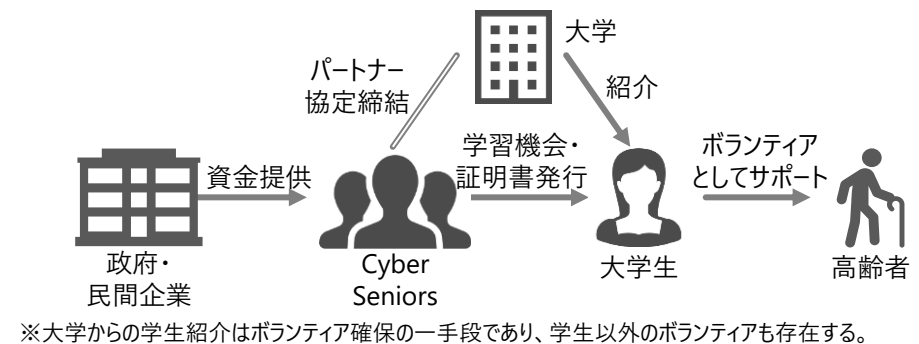 大学
パートナー
協定締結
紹介
資金提供
学習機会・
証明書発行
ボランティア
としてサポート
政府・
民間企業
Cyber
Seniors
大学生
高齢者
※大学からの学生紹介はボランティア確保の一手段であり、学生以外のボランティアも存在する。